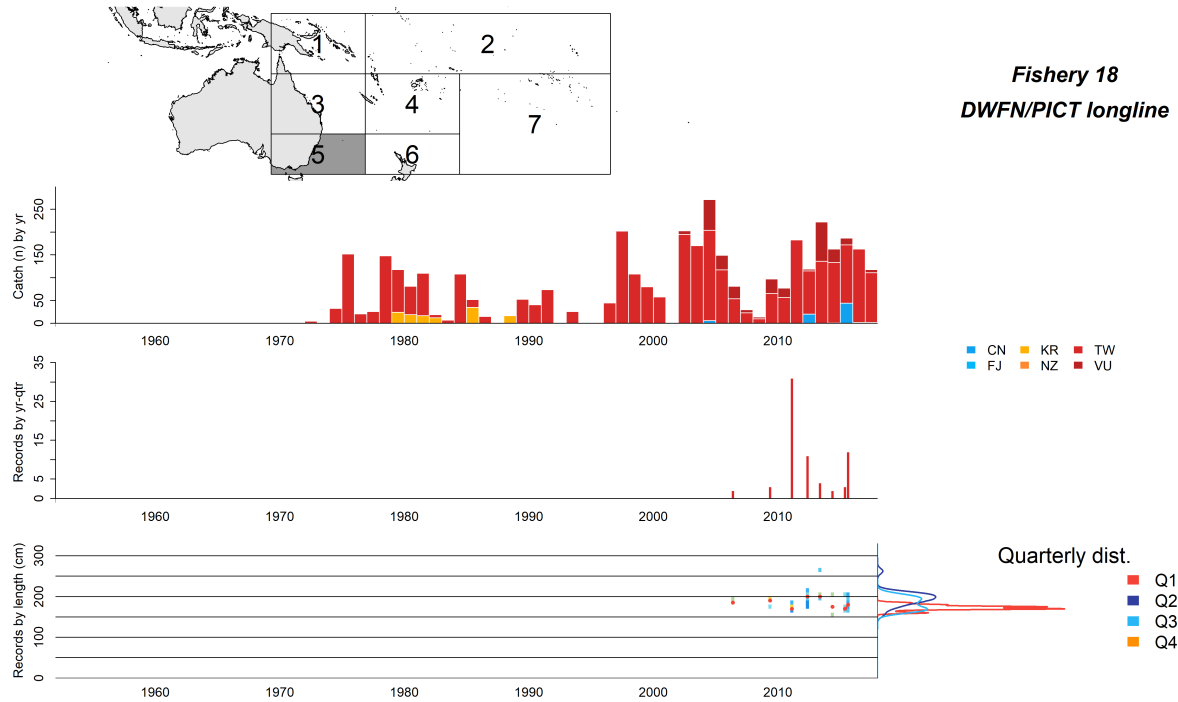 1
2
3
4
5
6
7
Fishery 18
DWFN/PICT longline
Catch (n) by yr
0
50
150
250
1960 1970 1980 1990 2000 2010
CN KR TW
FJ NZ VU
Records by yr-qtr
0
5
15
25
35
1960 1970 1980 1990 2000 2010
Records by length (cm)
0
100
200
300
1960 1970 1980 1990 2000 2010
Quarterly dist.
Q1
Q2
Q3
Q4